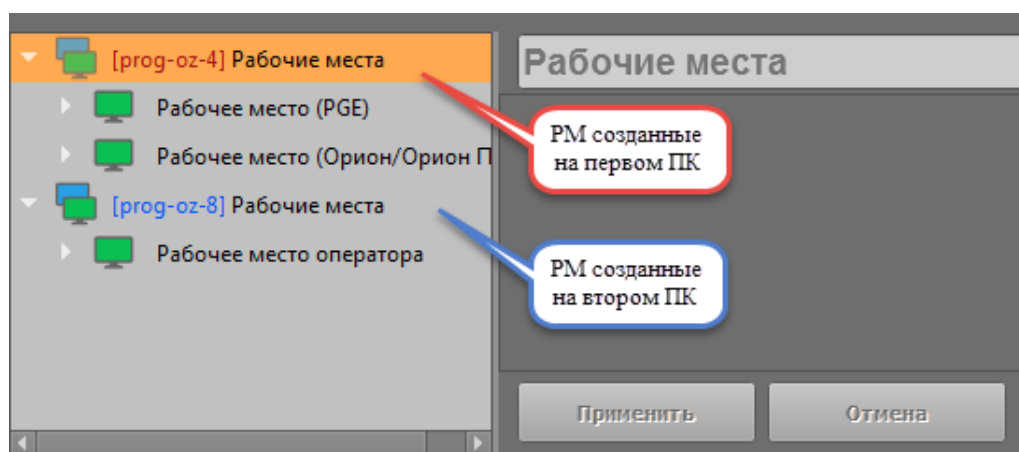 [prog-oz-4] Рабочие места
Рабочее место (PGE)
Рабочее место (Орион/Орион П
[prog-oz-8] Рабочие места
Рабочее место оператора
Рабочие места
РМ созданные
на первом ПК
РМ созданные
на втором ПК
Применить
Отмена